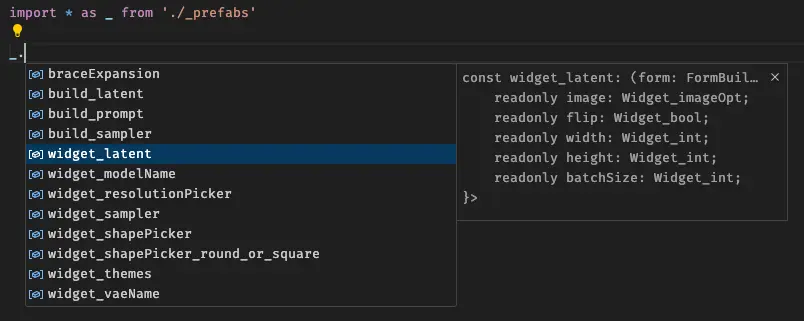 import * as _ from './_prefabs'
_.
braceExpansion
build_latent
build_prompt
build_sampler
widget_latent
widget_modelName
widget_resolutionPicker
widget_sampler
widget_shapePicker
widget_shapePicker_round_or_square
widget_themes
widget_vaeName
const widget_latent: (form: FormBuil…
readonly image: Widget_imageOpt;
readonly flip: Widget_bool;
readonly width: Widget_int;
readonly height: Widget_int;
readonly batchSize: Widget_int;
}>